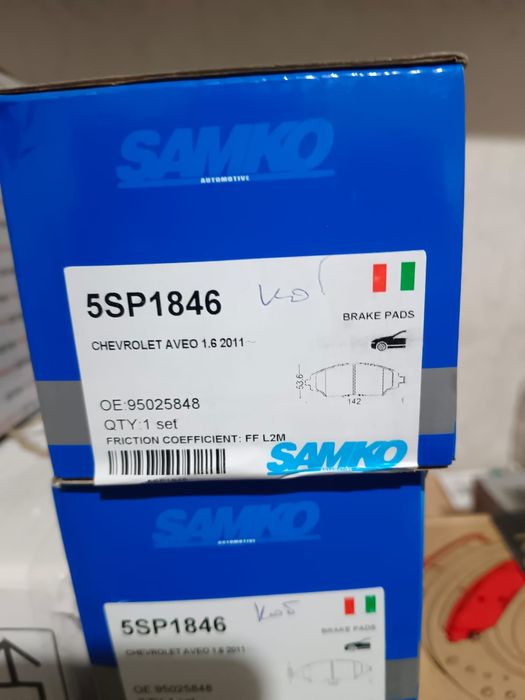 SAMKO
AUTOMOTIVE
5SP1846
BRAKE PADS
CHEVROLET AVEO 1.6 2011~
53.6
142
OE:95025848
QTY:1 set
FRICTION COEFFICIENT: FF L2M
SAMKO
SAMKO
AUTOMOTIVE
5SP1846
BRAKE PADS
CHEVROLET AVEO 1.6 2011
OE:95025848